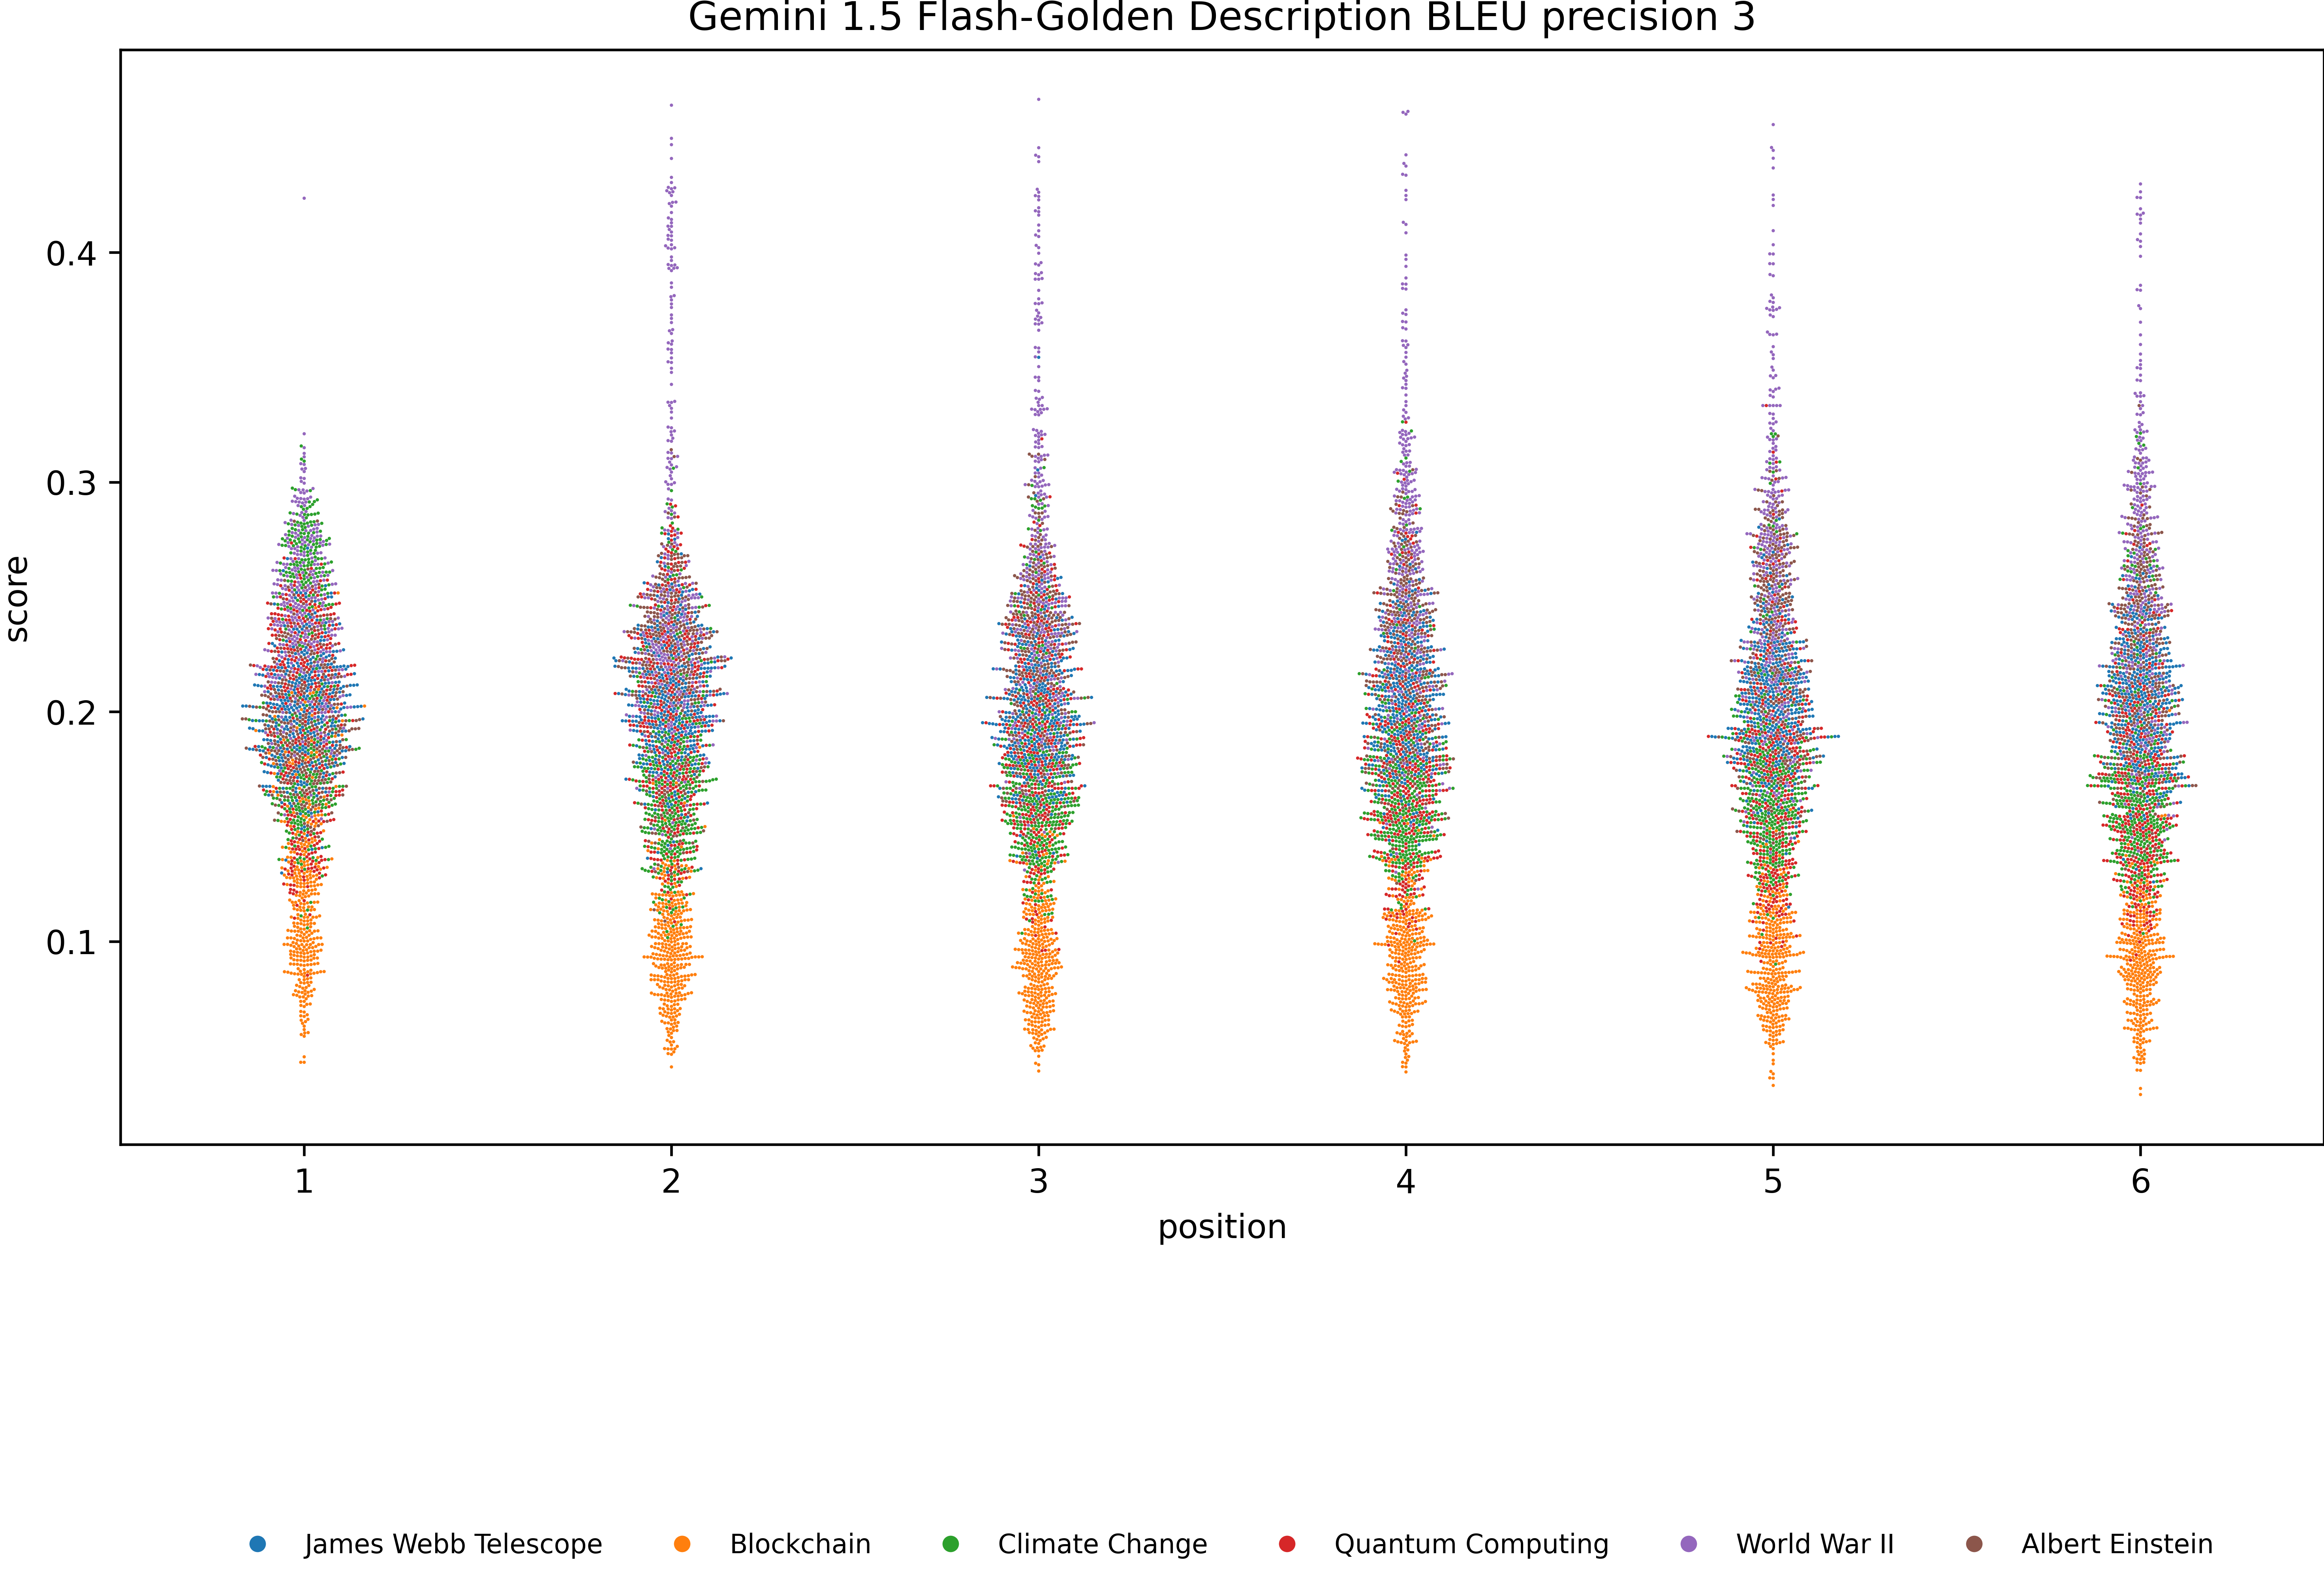 Gemini 1.5 Flash-Golden Description BLEU precision 3
score
0.4
0.3
0.2
0.1
1 2 3 4 5 6
position
James Webb Telescope Blockchain Climate Change Quantum Computing World War II Albert Einstein